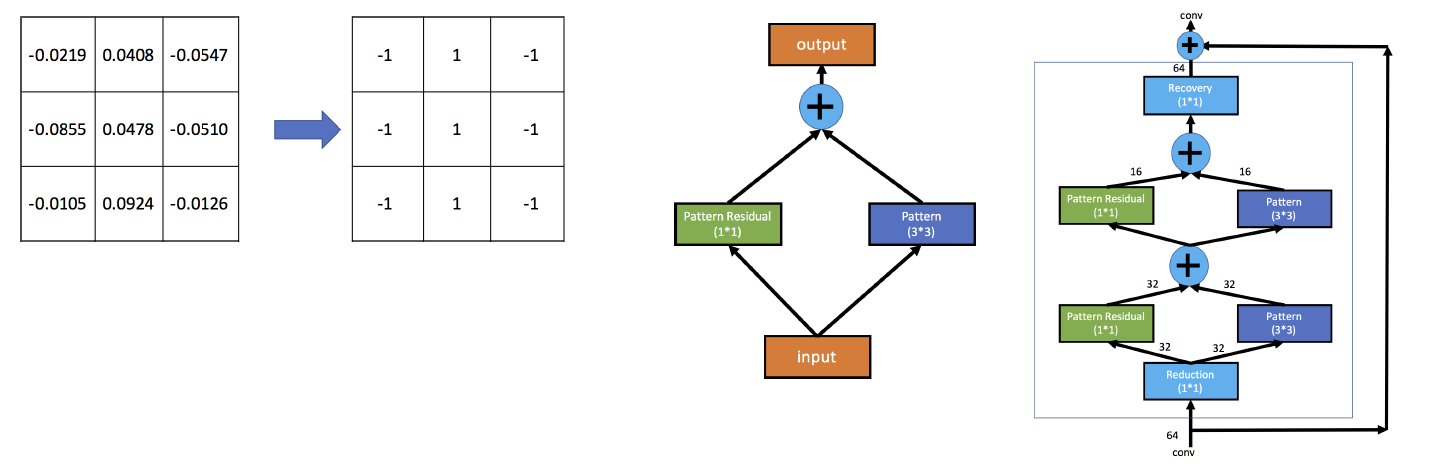 -0.0219 0.0408 -0.0547
-0.0855 0.0478 -0.0510
-0.0105 0.0924 -0.0126
-1 1 -1
-1 1 -1
-1 1 -1
output
+
Pattern Residual
(1*1)
Pattern
(3*3)
input
conv
+
64
Recovery
(1*1)
+
16 16
Pattern Residual
(1*1)
Pattern
(3*3)
+
32 32
Pattern Residual
(1*1)
Pattern
(3*3)
32 32
Reduction
(1*1)
64
conv